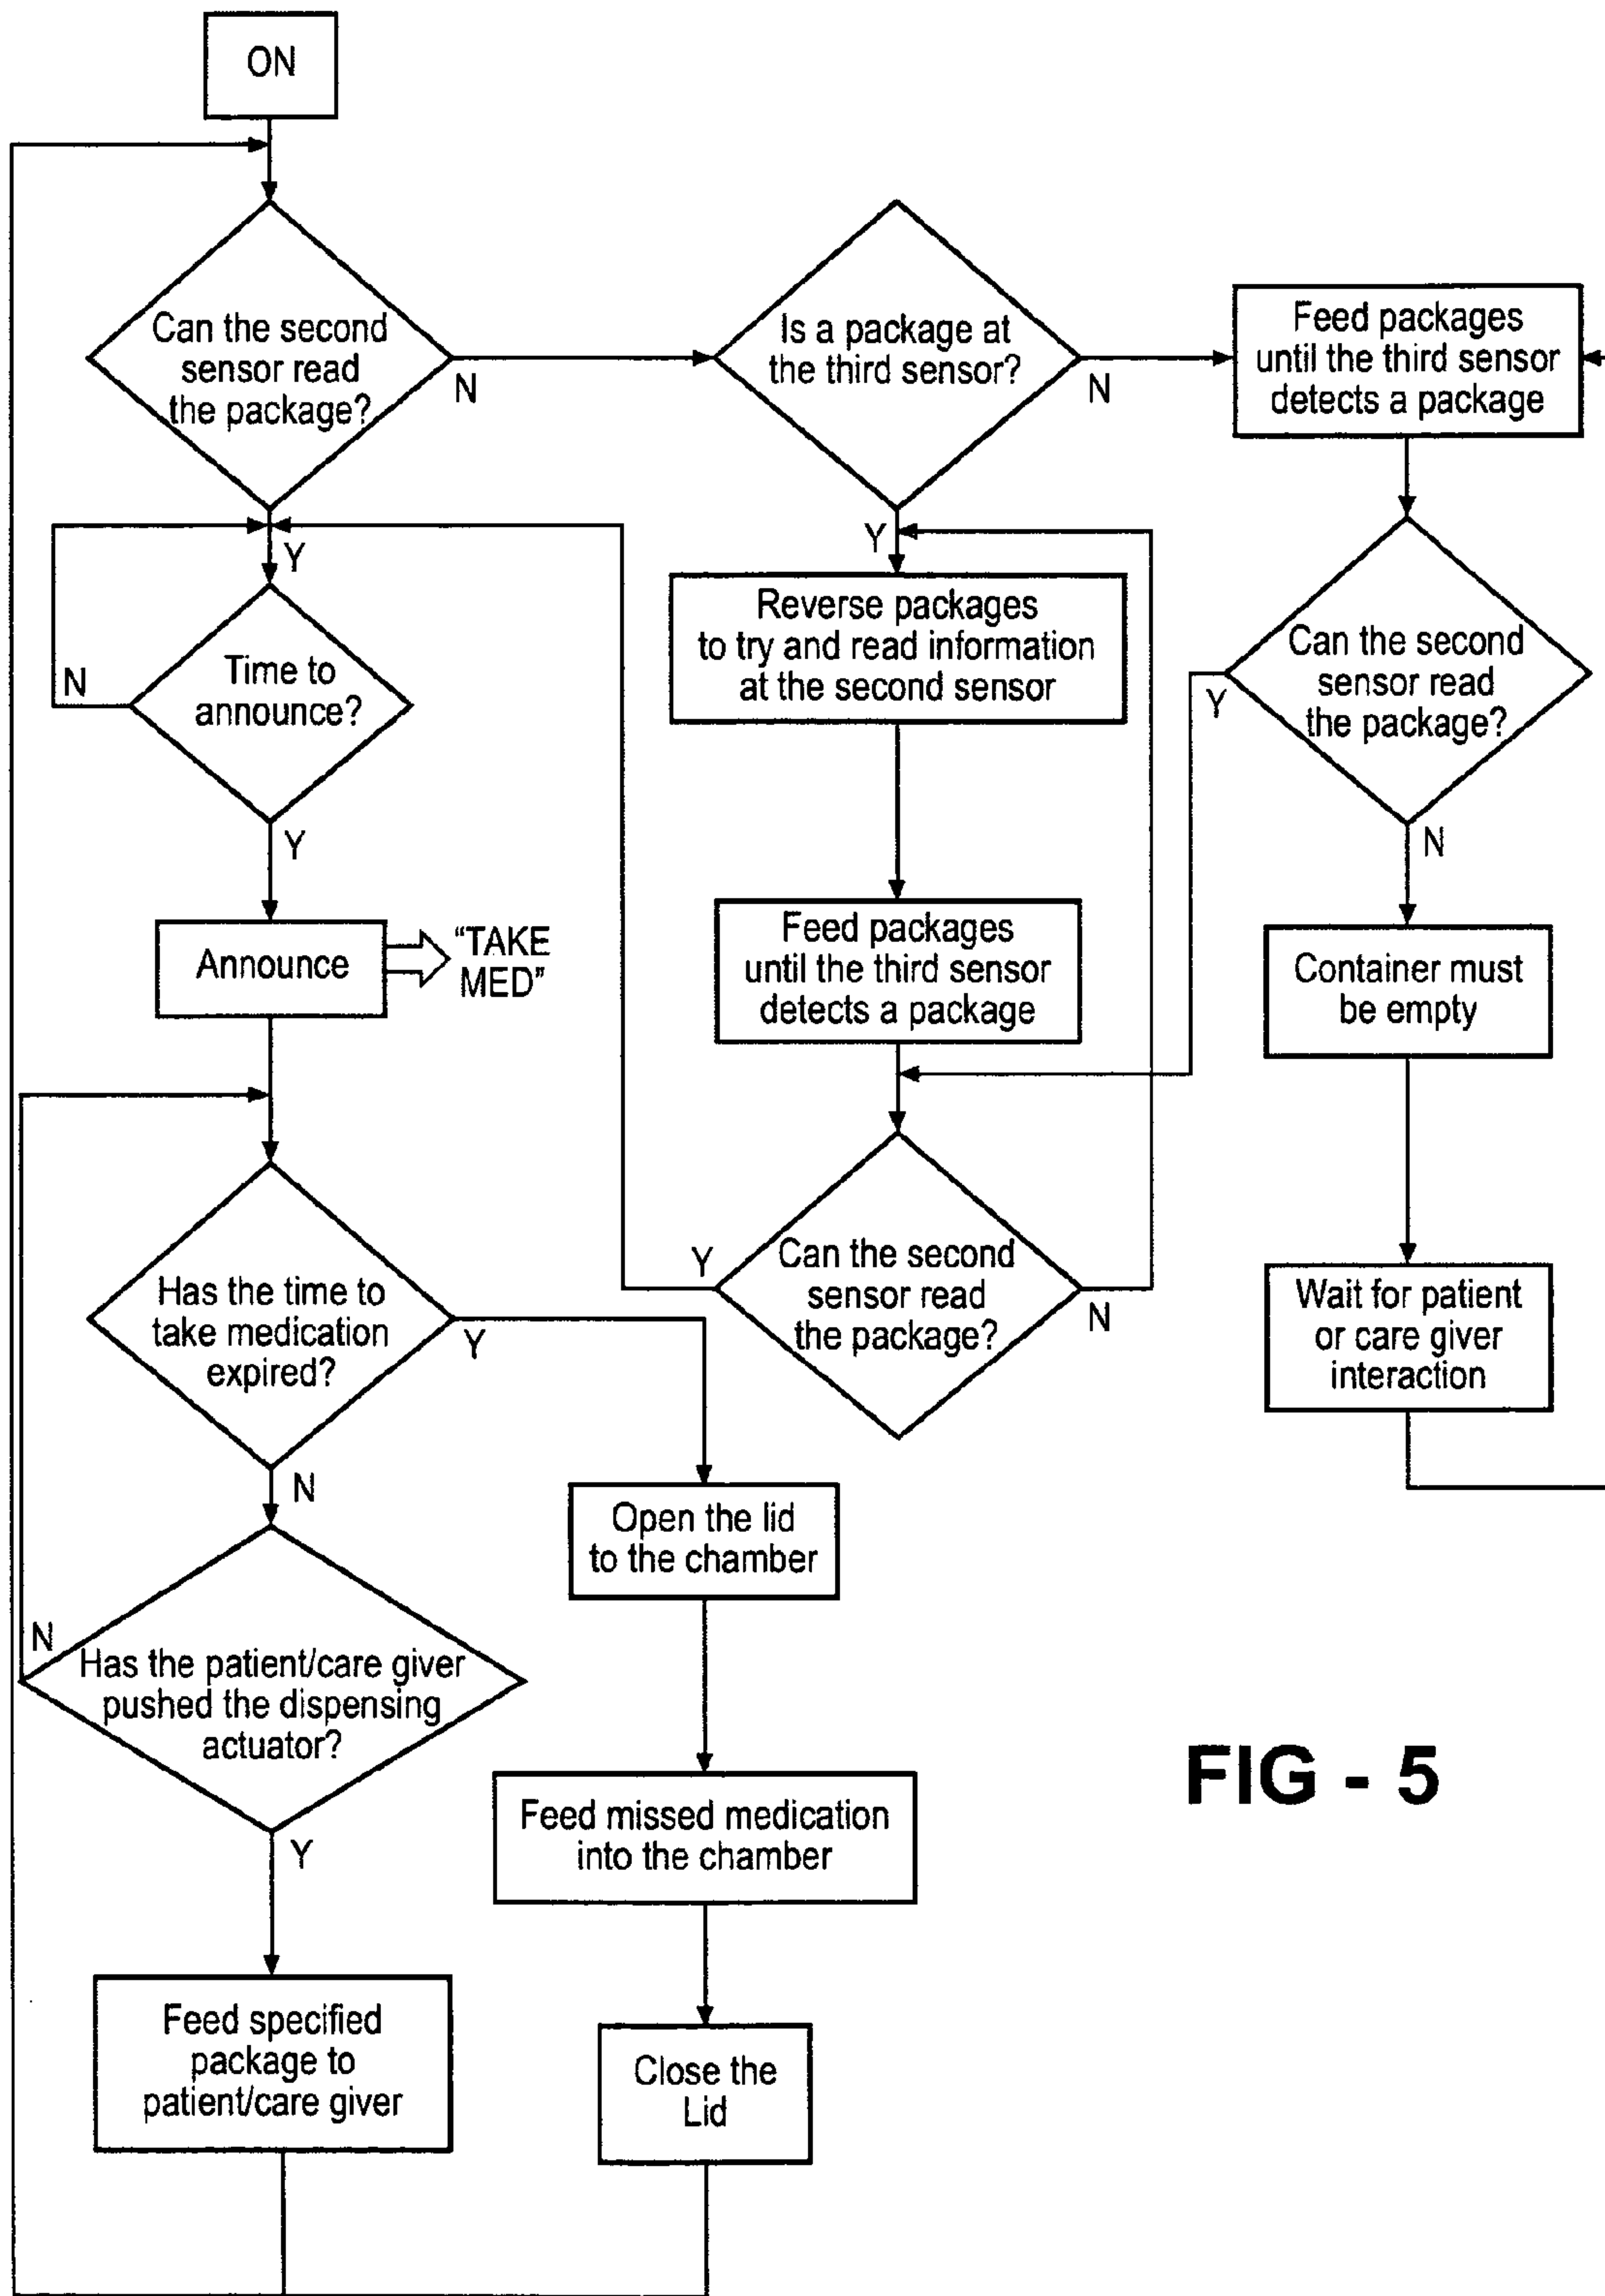 ON
Can the second
sensor read
the package?
N
Is a package at
the third sensor?
N
Feed packages
until the third sensor
detects a package
Y
Y
Time to
announce?
N
Y
Reverse packages
to try and read information
at the second sensor
Can the second
sensor read
the package?
Y
N
Announce
"TAKE
MED"
Feed packages
until the third sensor
detects a package
Container must
be empty
Has the time to
take medication
expired?
Y
N
Can the second
sensor read
the package?
Y
N
Wait for patient
or care giver
interaction
Open the lid
to the chamber
Has the patient/care giver
pushed the dispensing
actuator?
N
Y
Feed missed medication
into the chamber
FIG - 5
Feed specified
package to
patient/care giver
Close the
Lid